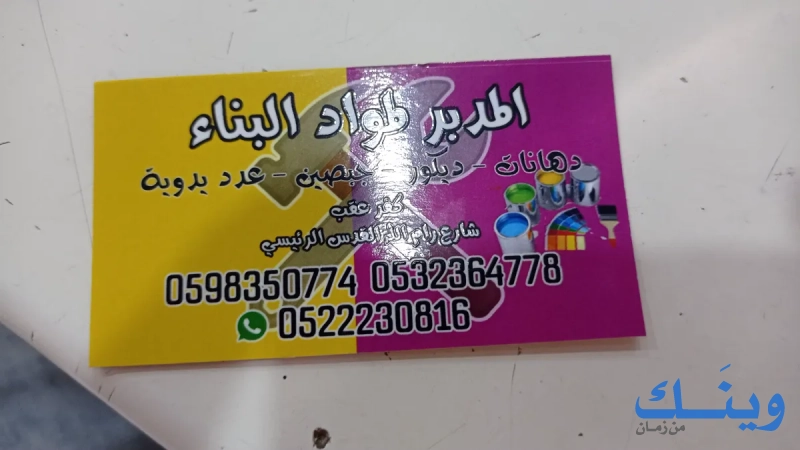 المدبر لمواد البناء
دهانات - ديكور - جبصين - عدد يدوية
كفر عقب
شارع رام الله القدس الرئيسي
0598350774 0532364778
0522230816
وينك
من زمان